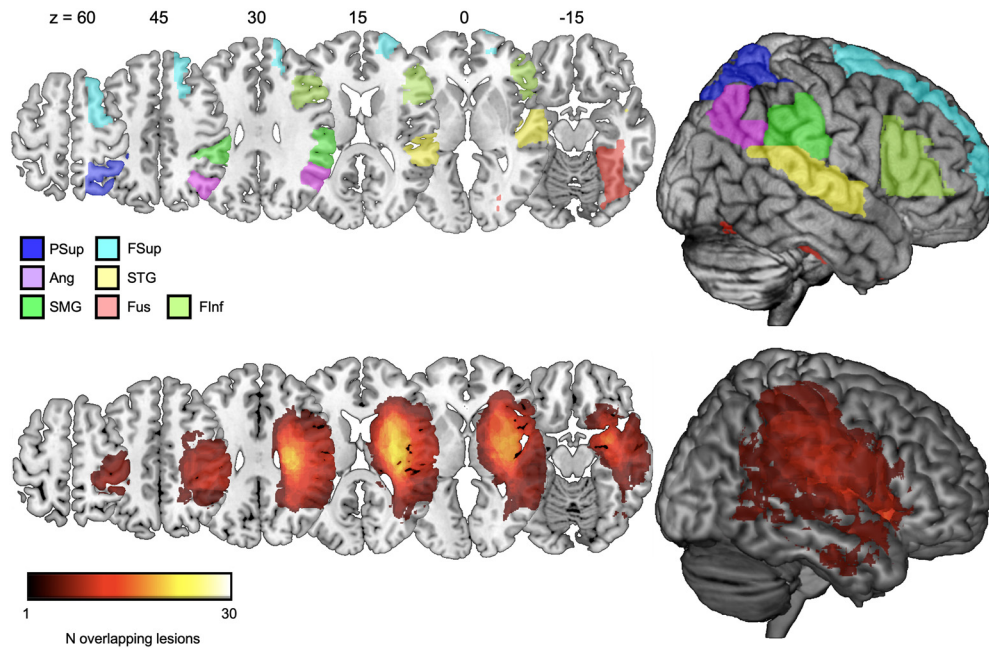 z = 60 45 30 15 0 -15
PSup FSup
Ang STG
SMG Fus FInf
1 30
N overlapping lesions